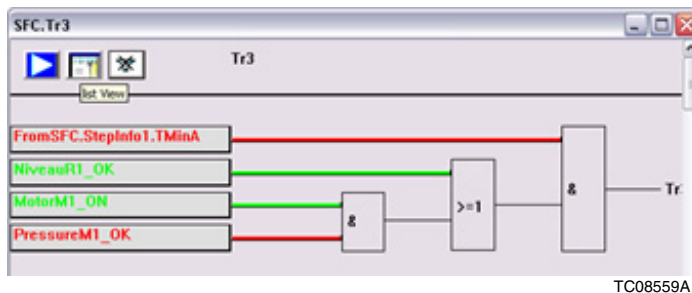 SFC.Tr3
Tr3
list View
FromSFC.StepInfo1.TMinA
NiveauR1_OK
MotorM1_ON
PressureM1_OK
&
>=1
&
Tr
TC08559A